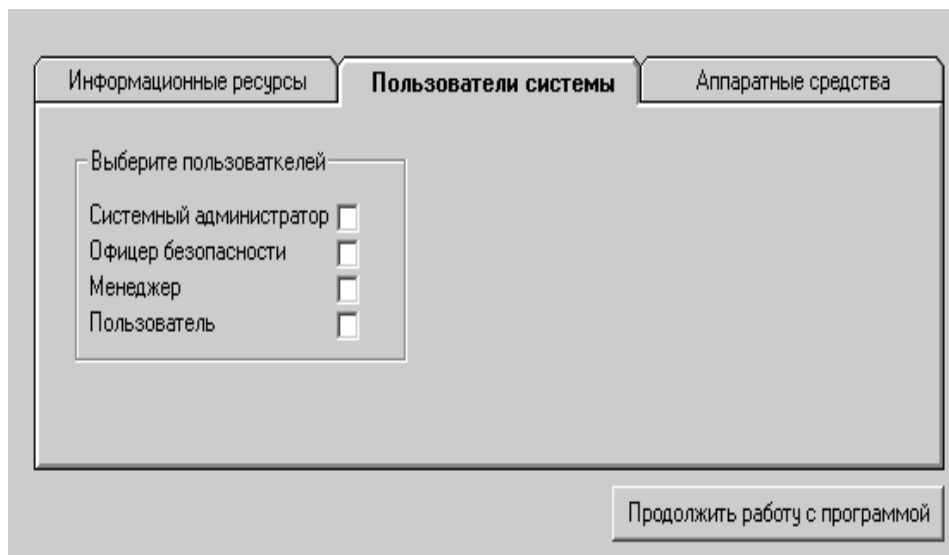 Информационные ресурсы Пользователи системы Аппаратные средства
Выберите пользоваткелей
Системный администратор
Офицер безопасности
Менеджер
Пользователь
Продолжить работу с программой